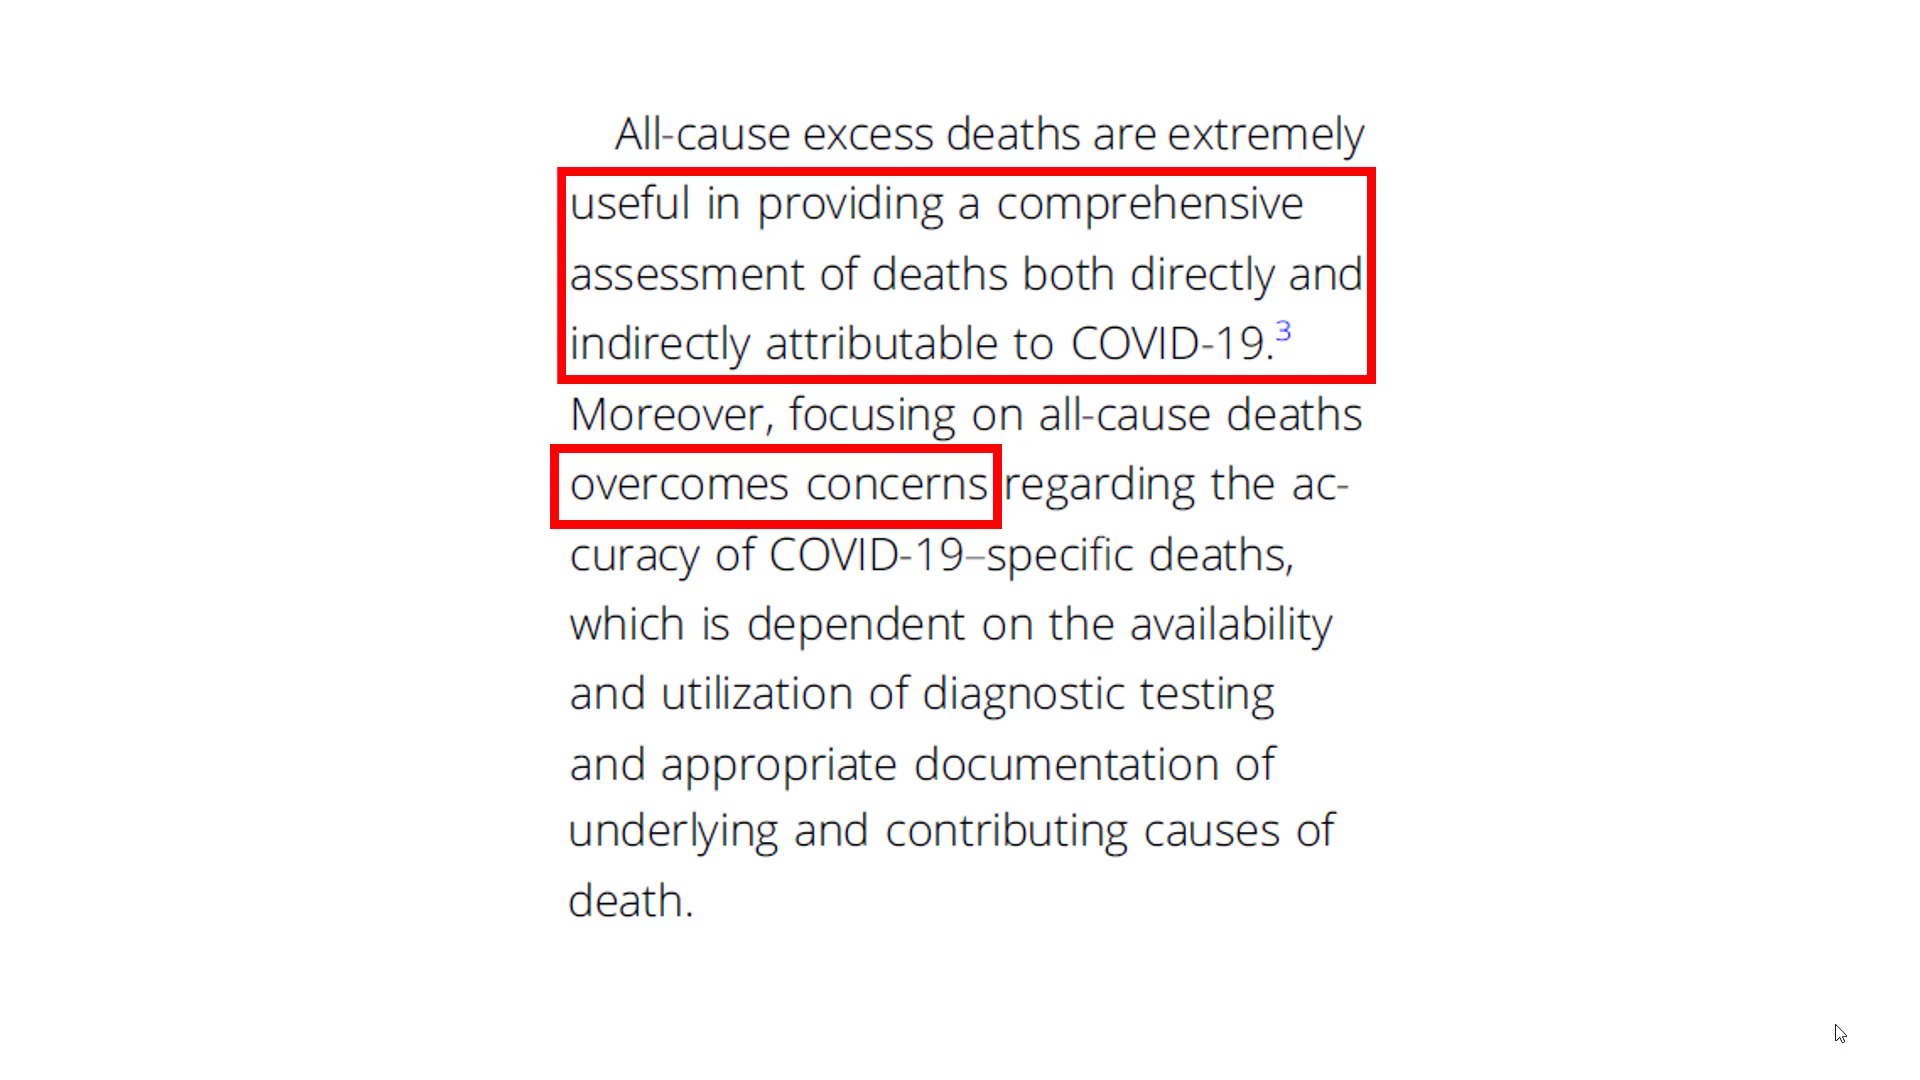 All-cause excess deaths are extremely
useful in providing a comprehensive
assessment of deaths both directly and
indirectly attributable to COVID-19.3
Moreover, focusing on all-cause deaths
overcomes concerns regarding the ac-
curacy of COVID-19–specific deaths,
which is dependent on the availability
and utilization of diagnostic testing
and appropriate documentation of
underlying and contributing causes of
death.